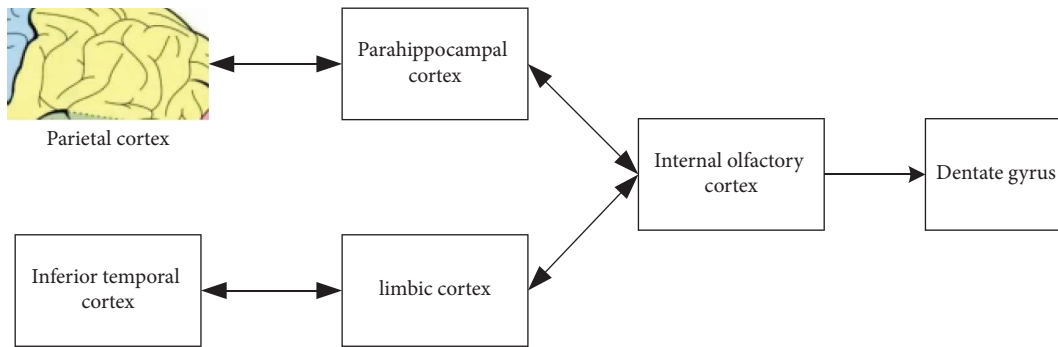 Parietal cortex
Parahippocampal
cortex
Inferior temporal
cortex
limbic cortex
Internal olfactory
cortex
Dentate gyrus